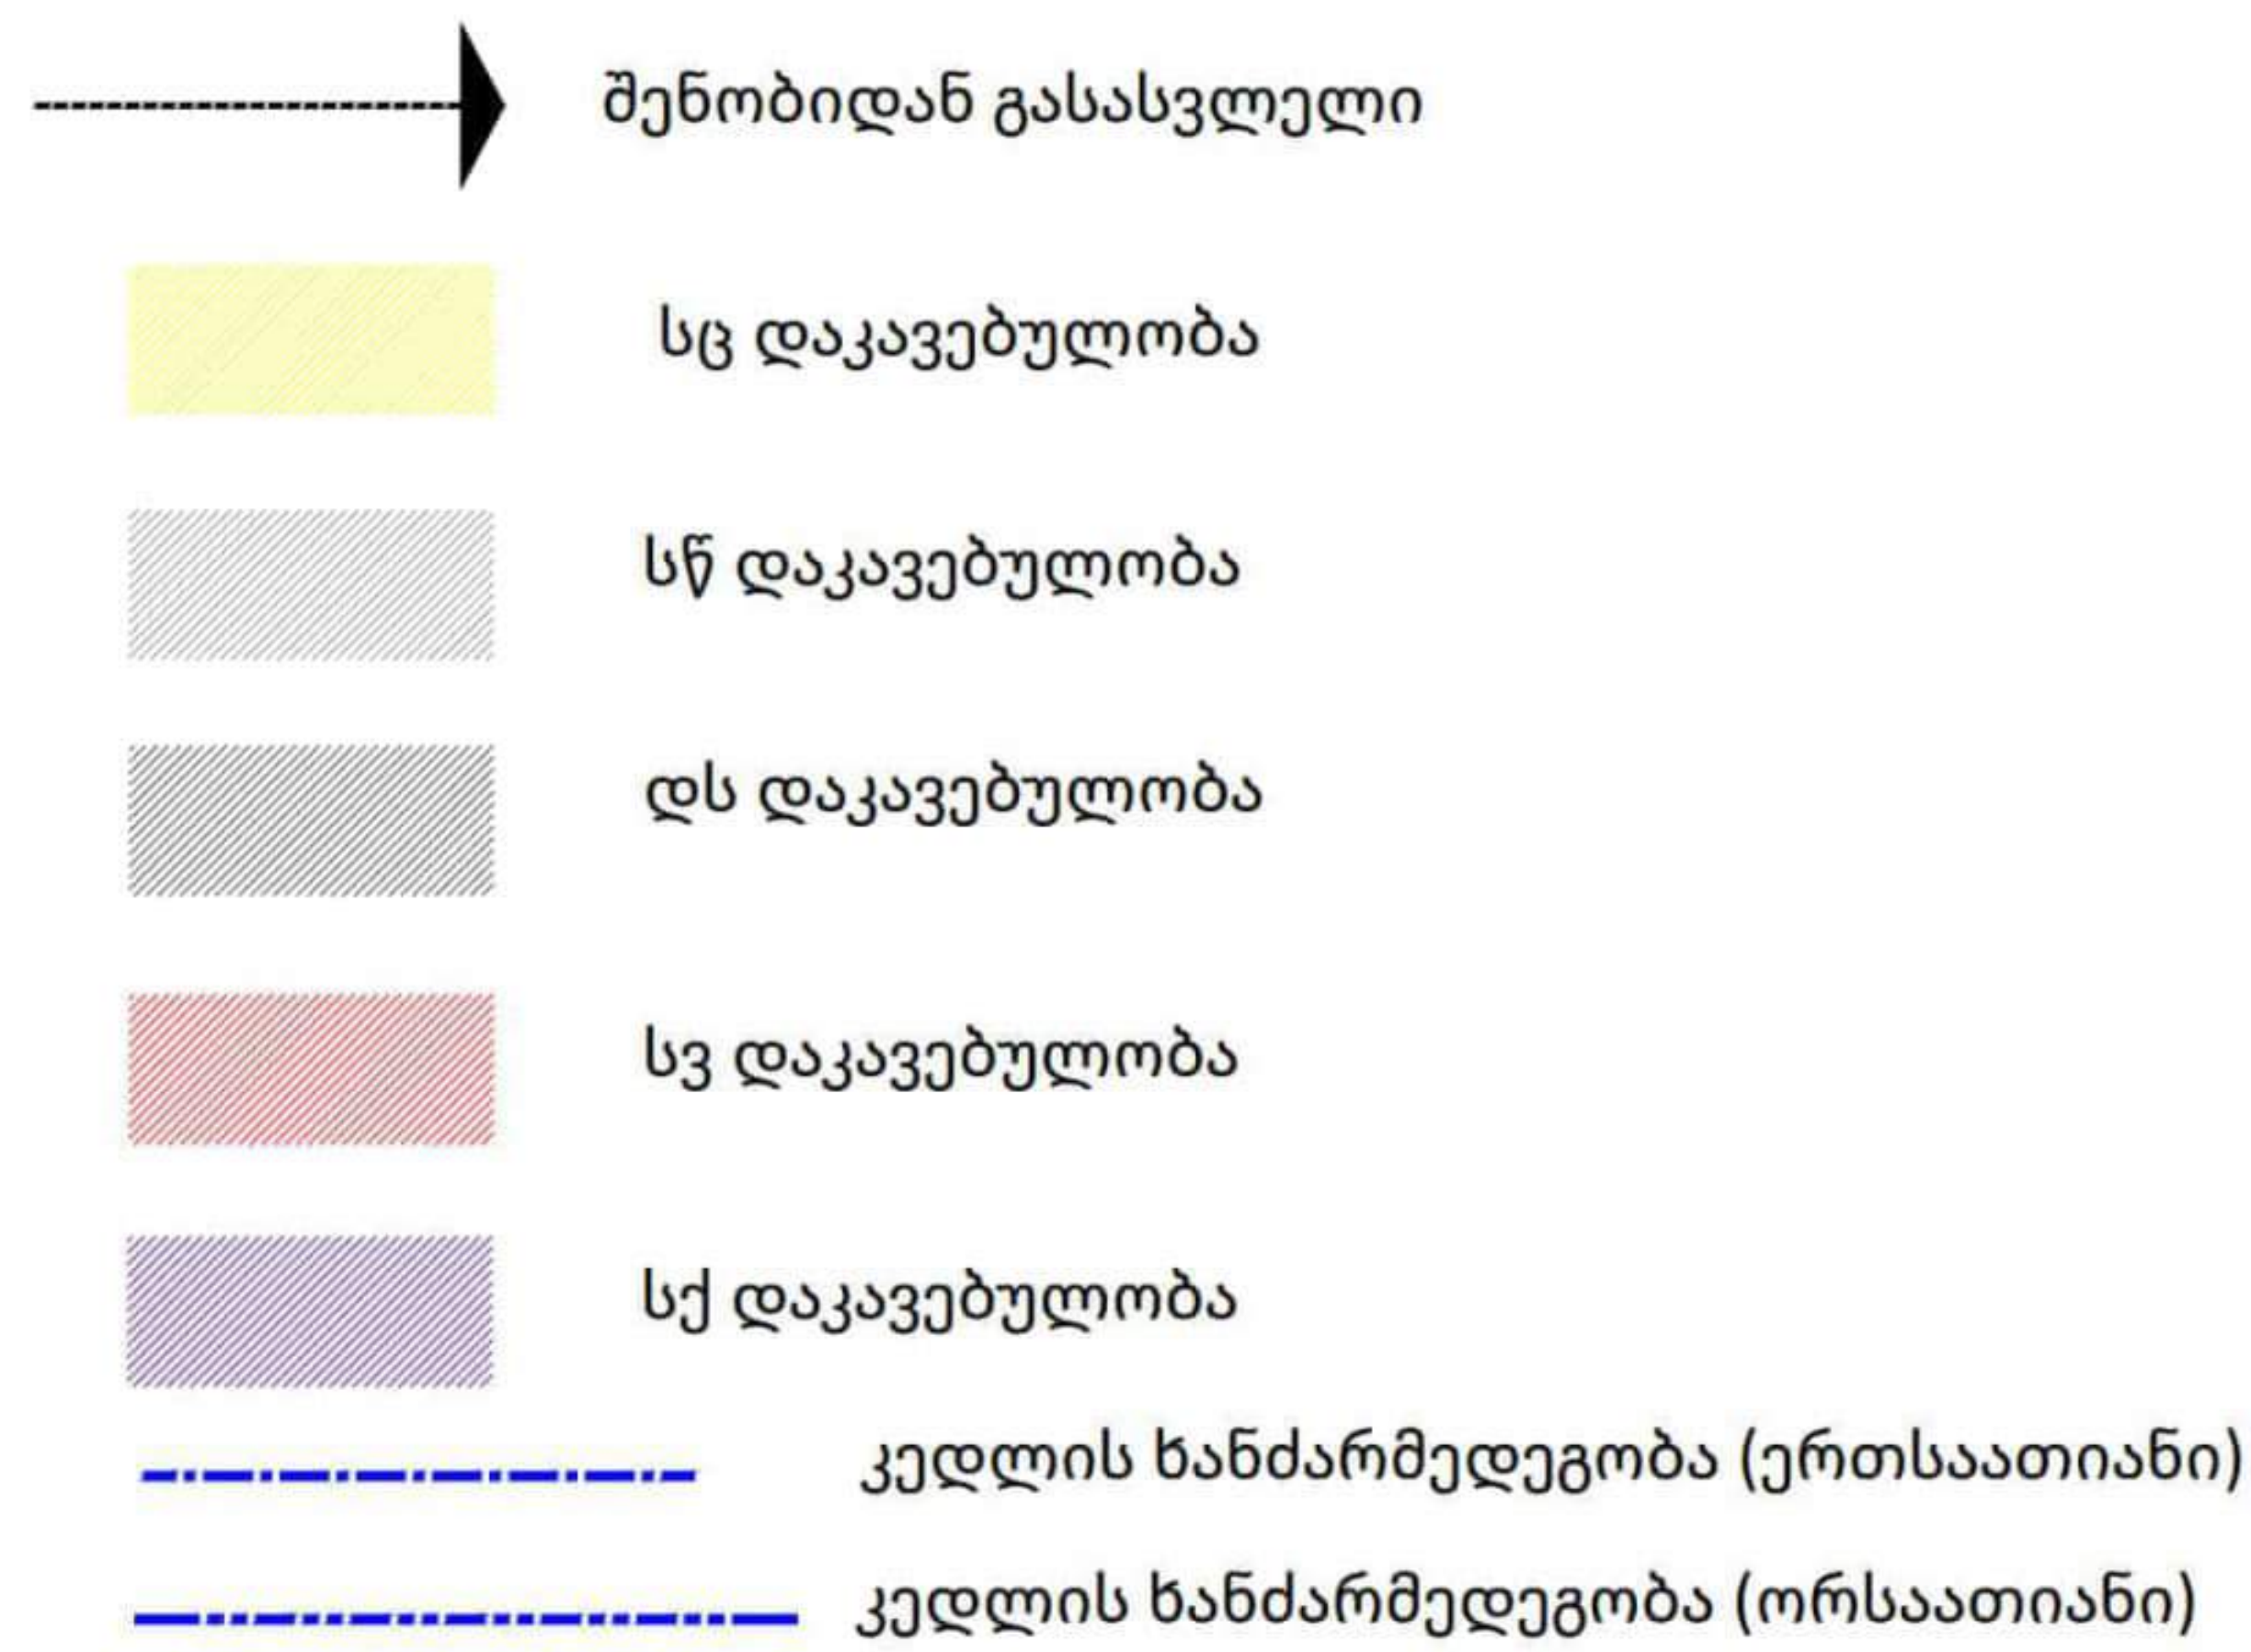 შენობიდან გასასვლელი
სც დაკავებულობა
სწ დაკავებულობა
დს დაკავებულობა
სვ დაკავებულობა
სქ დაკავებულობა
კედლის ხანძარმედეგობა (ერთსაათიანი)
კედლის ხანძარმედეგობა (ორსაათიანი)